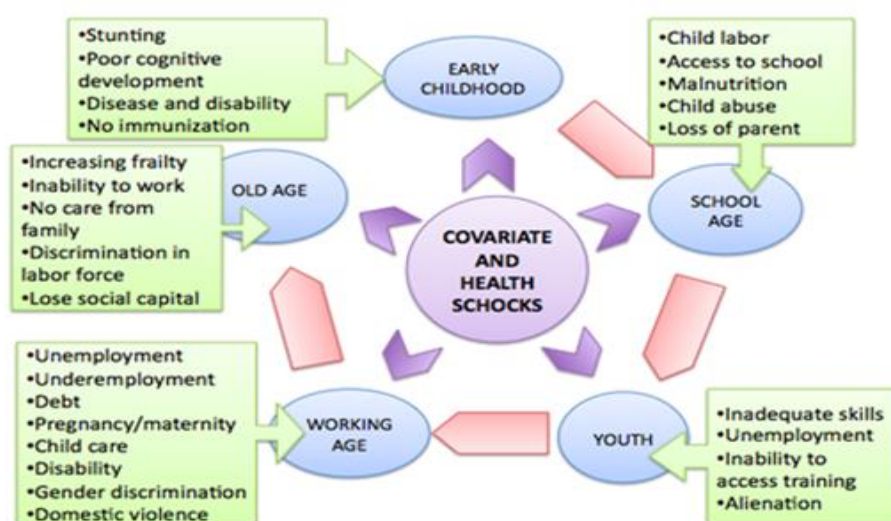 •Stunting
•Poor cognitive
development
•Disease and disability
•No immunization
EARLY
CHILDHOOD
•Child labor
•Access to school
•Malnutrition
•Child abuse
•Loss of parent
•Increasing frailty
•Inability to work
•No care from
family
•Discrimination in
labor force
•Lose social capital
OLD AGE
SCHOOL
AGE
COVARIATE
AND
HEALTH
SCHOCKS
•Unemployment
•Underemployment
•Debt
•Pregnancy/maternity
•Child care
•Disability
•Gender discrimination
•Domestic violence
WORKING
AGE
YOUTH
•Inadequate skills
•Unemployment
•Inability to
access training
•Alienation